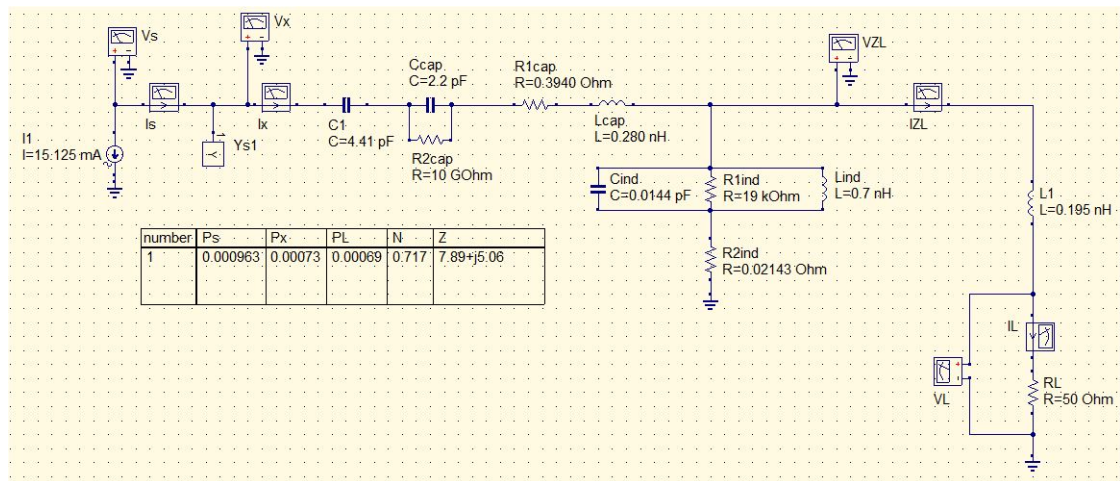 Vs
Vx
VZL
Is
Ix
IZL
I1
I=15.125 mA
Ys1
Y
1
C1
C=4.41 pF
Ccap
C=2.2 pF
R2cap
R=10 GOhm
R1cap
R=0.3940 Ohm
Lcap
L=0.280 nH
Cind
C=0.0144 pF
R1ind
R=19 kOhm
Lind
L=0.7 nH
R2ind
R=0.02143 Ohm
L1
L=0.195 nH
IL
VL
RL
R=50 Ohm
number Ps Px PL N Z
1 0.000963 0.00073 0.00069 0.717 7.89+j5.06